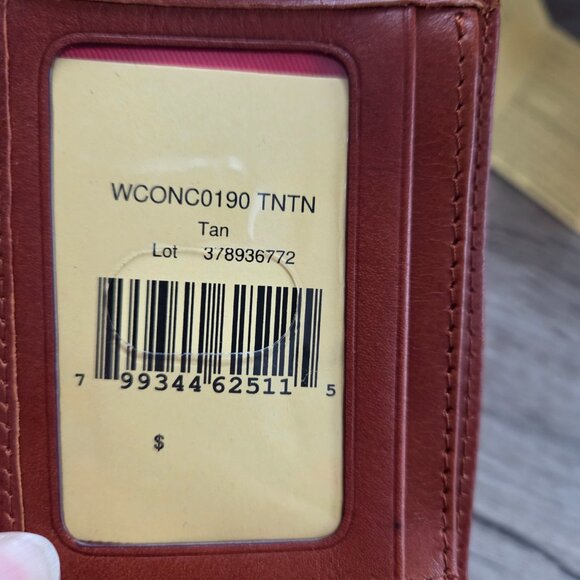 WCONC0190 TNTN
Tan
Lot 378936772
7 99344 62511 5
$